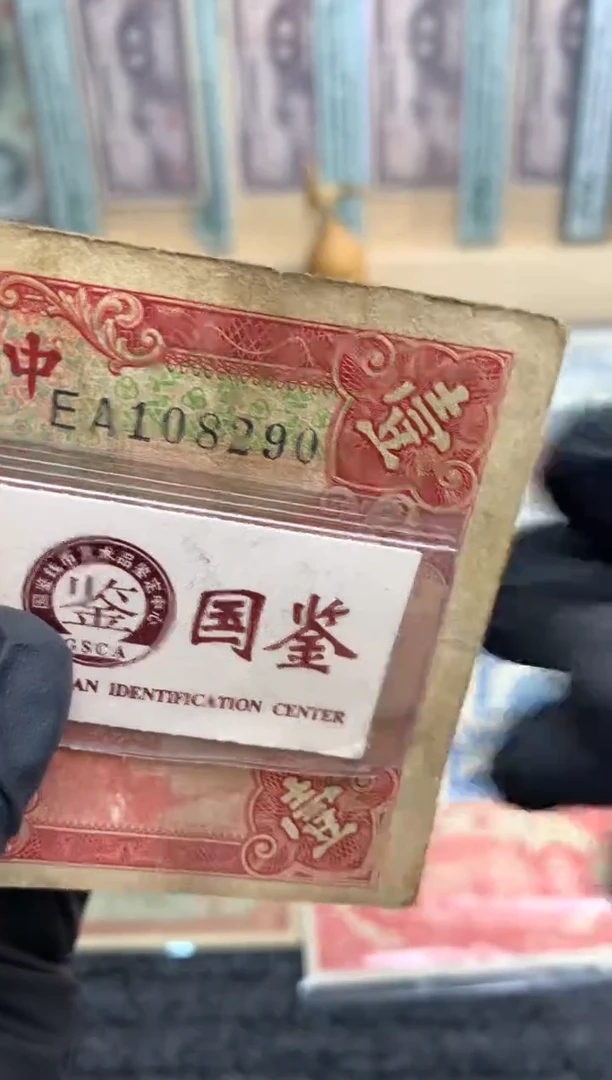 中
EA108290
壹
鉴
GSCA
国鉴
AN IDENTIFICATION CENTER
壹